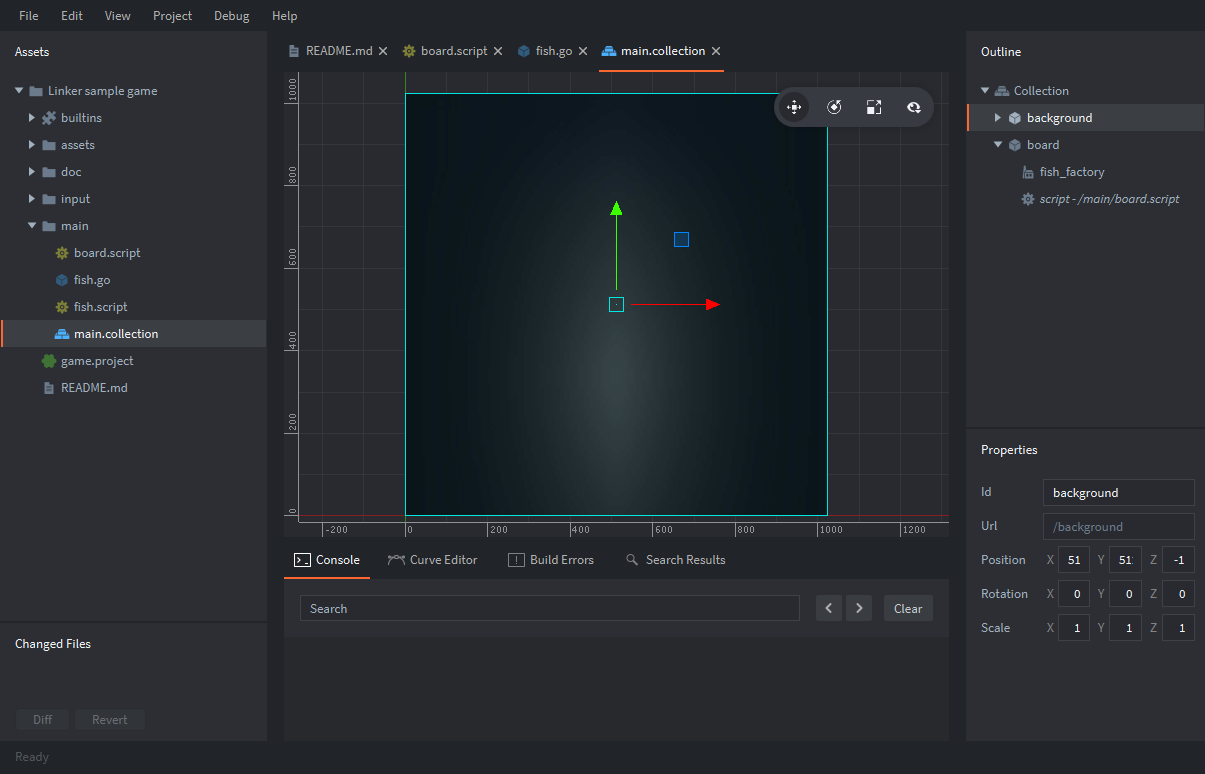 File Edit View Project Debug Help
Assets
Linker sample game
builtins
assets
doc
input
main
board.script
fish.go
fish.script
main.collection
game.project
README.md
Changed Files
Diff Revert
Ready
README.md board.script fish.go main.collection
1000
800
600
400
200
0
-200 0 200 400 600 800 1000 1200
Console Curve Editor Build Errors Search Results
Search Clear
Outline
Collection
background
board
fish_factory
script - /main/board.script
Properties
Id background
Url /background
Position X 51 Y 51 Z -1
Rotation X 0 Y 0 Z 0
Scale X 1 Y 1 Z 1